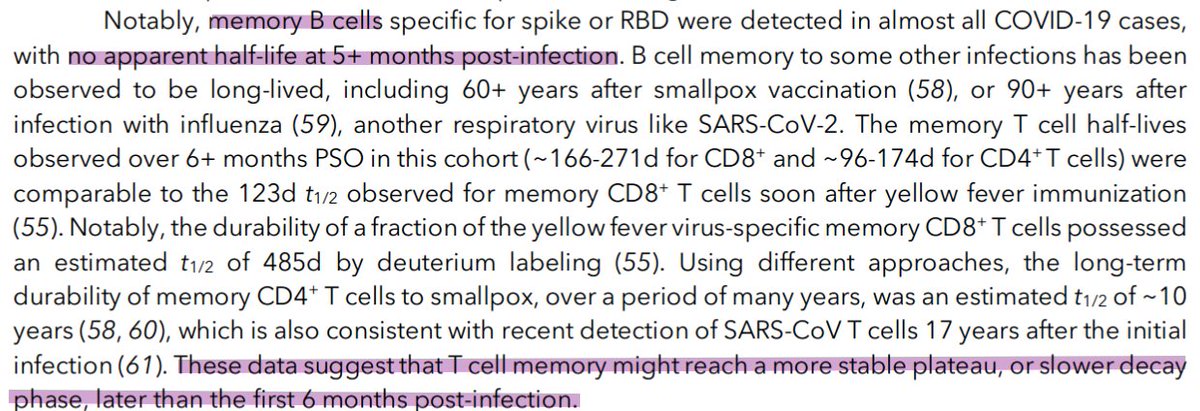 Notably, memory B cells specific for spike or RBD were detected in almost all COVID-19 cases,
with no apparent half-life at 5+ months post-infection. B cell memory to some other infections has been
observed to be long-lived, including 60+ years after smallpox vaccination (58), or 90+ years after
infection with influenza (59), another respiratory virus like SARS-CoV-2. The memory T cell half-lives
observed over 6+ months PSO in this cohort (~166-271d for CD8+ and ~96-174d for CD4+ T cells) were
comparable to the 123d t1/2 observed for memory CD8+ T cells soon after yellow fever immunization
(55). Notably, the durability of a fraction of the yellow fever virus-specific memory CD8+ T cells possessed
an estimated t1/2 of 485d by deuterium labeling (55). Using different approaches, the long-term
durability of memory CD4+ T cells to smallpox, over a period of many years, was an estimated t1/2 of ~10
years (58, 60), which is also consistent with recent detection of SARS-CoV T cells 17 years after the initial
infection (61). These data suggest that T cell memory might reach a more stable plateau, or slower decay
phase, later than the first 6 months post-infection.